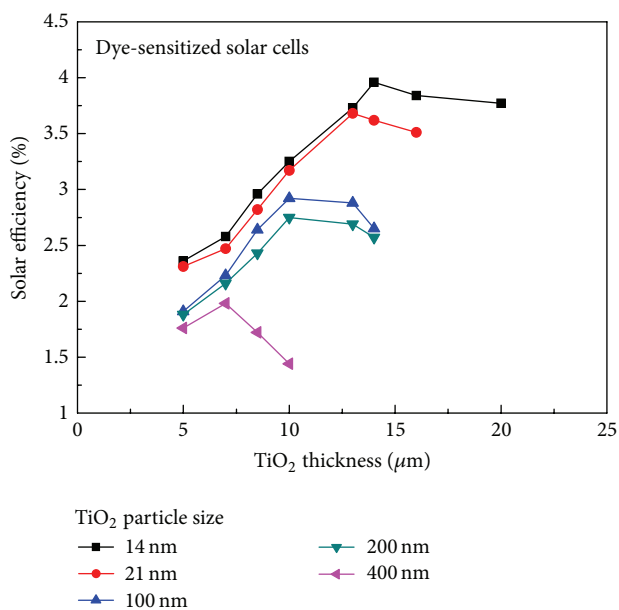 Dye-sensitized solar cells
4.5
4
3.5
3
2.5
2
1.5
1
Solar efficiency (%)
0 5 10 15 20 25
TiO₂ thickness (μm)
TiO₂ particle size
14 nm 200 nm
21 nm 400 nm
100 nm